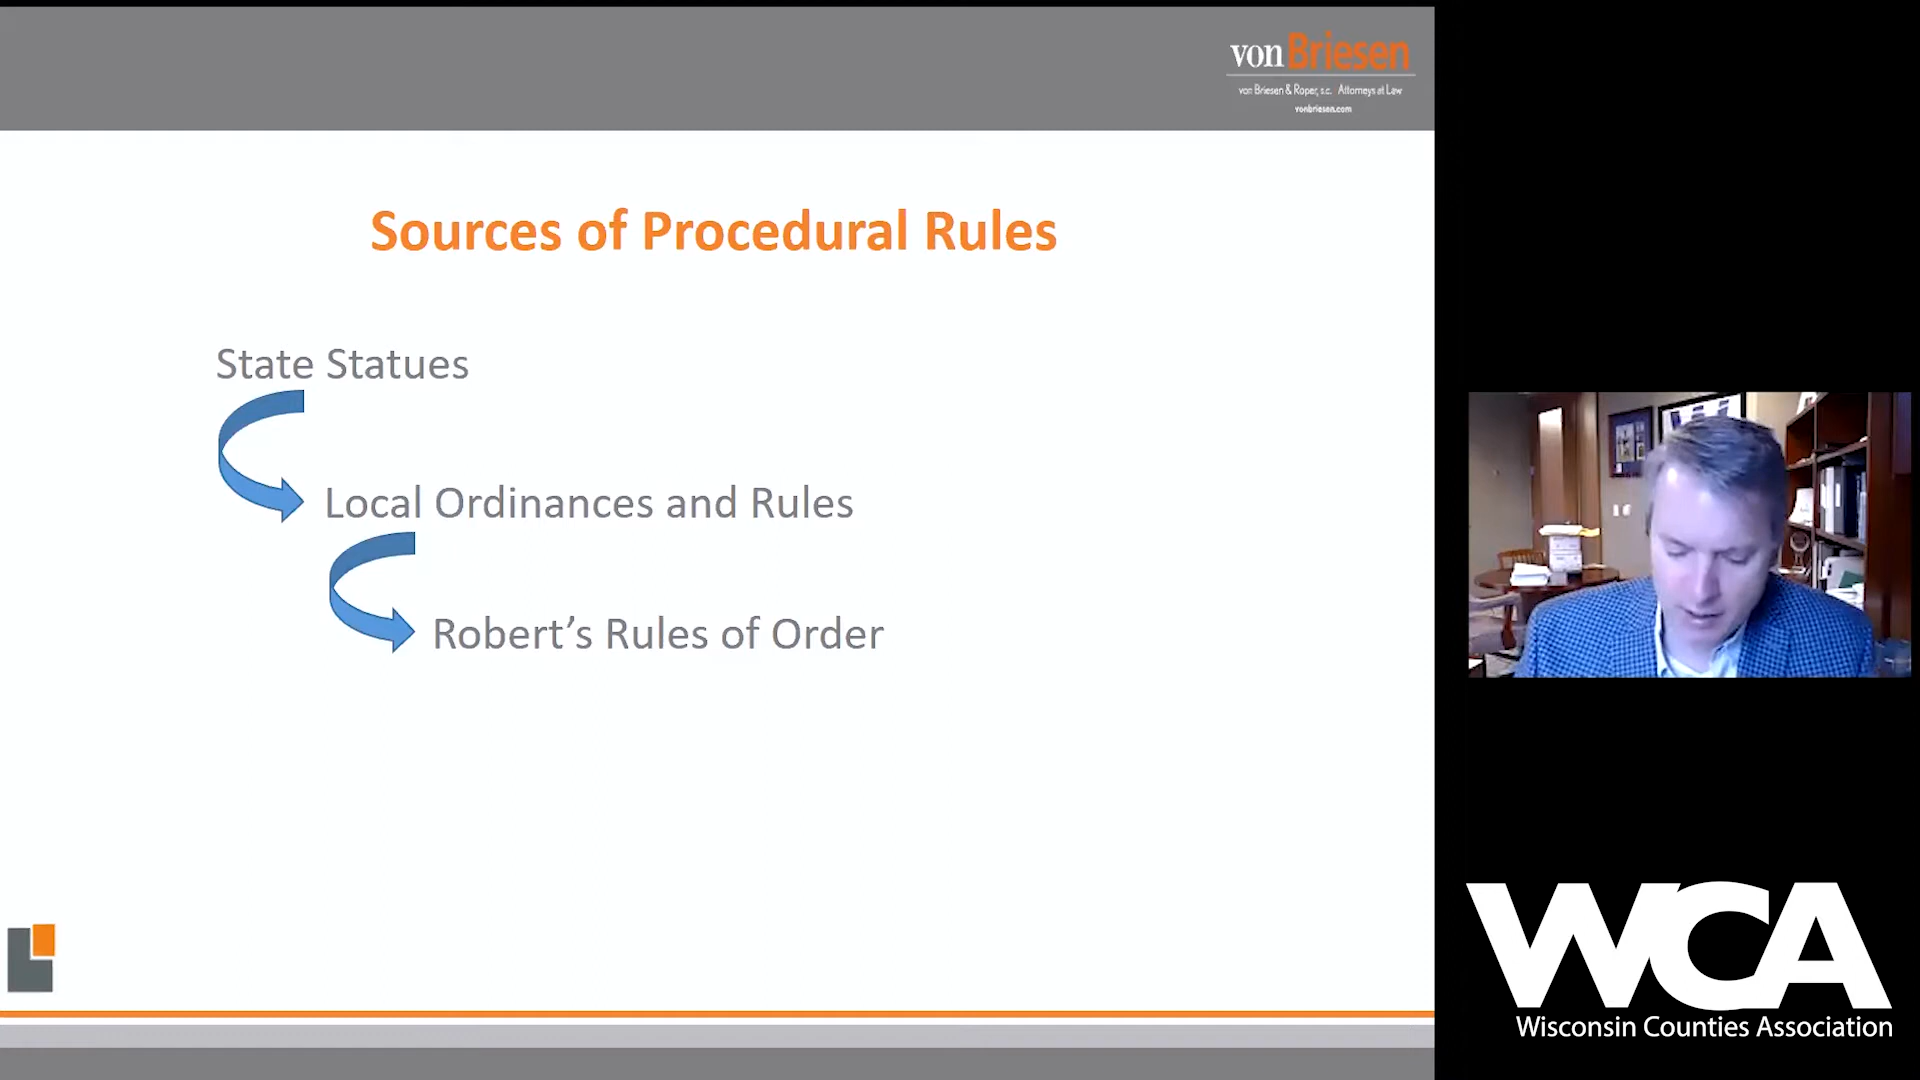 vonBriesen
von Briesen & Roper, s.c. Attorneys at Law
vonbriesen.com
Sources of Procedural Rules
State Statues
Local Ordinances and Rules
Robert’s Rules of Order
WCA
Wisconsin Counties Association